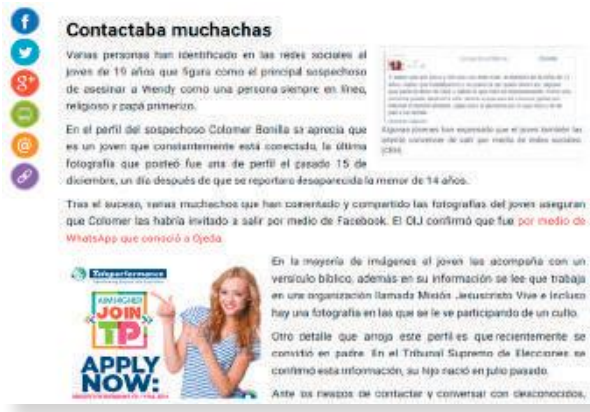 Contactaba muchachas
Varias personas han identificado en las redes sociales al
joven de 19 años que figura como el principal sospechoso
de asesinar a Wendy como una persona siempre en línea,
religioso y papá primerizo.
En el perfil del sospechoso Colomer Bonilla se aprecia que
es un joven que constantemente está conectado, la última
fotografía que posteó fue una de perfil el pasado 15 de
diciembre, un día después de que se reportara desaparecida la menor de 14 años.
Algunas jóvenes han expresado que el joven también las
(CRH)
Tras el suceso, varias muchachos que han comentado y compartido las fotografías del joven aseguran
que Colomer las habría invitado a salir por medio de Facebook. El OIJ confirmó que fue por medio de
WhatsApp que conoció a Ojeda.
Teleperformance
AIM HIGHER
JOIN
TP
APPLY
NOW:
En la mayoría de imágenes el joven las acompaña con un
versículo bíblico, además en su información se lee que trabaja
en una organización llamada Misión Jesucristo Vive e incluso
hay una fotografía en las que se le ve participando de un culto.
Otro detalle que arroja este perfil es que recientemente se
convitió en padre. En el Tribunal Supremo de Elecciones se
confirmó esta información, su hijo nació en julio pasado.
Ante los riesgos de contactar y conversar con desconocidos,